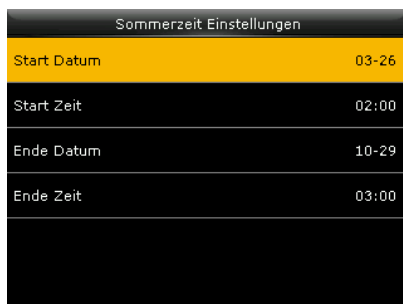 Sommerzeit Einstellungen
Start Datum 03-26
Start Zeit 02:00
Ende Datum 10-29
Ende Zeit 03:00